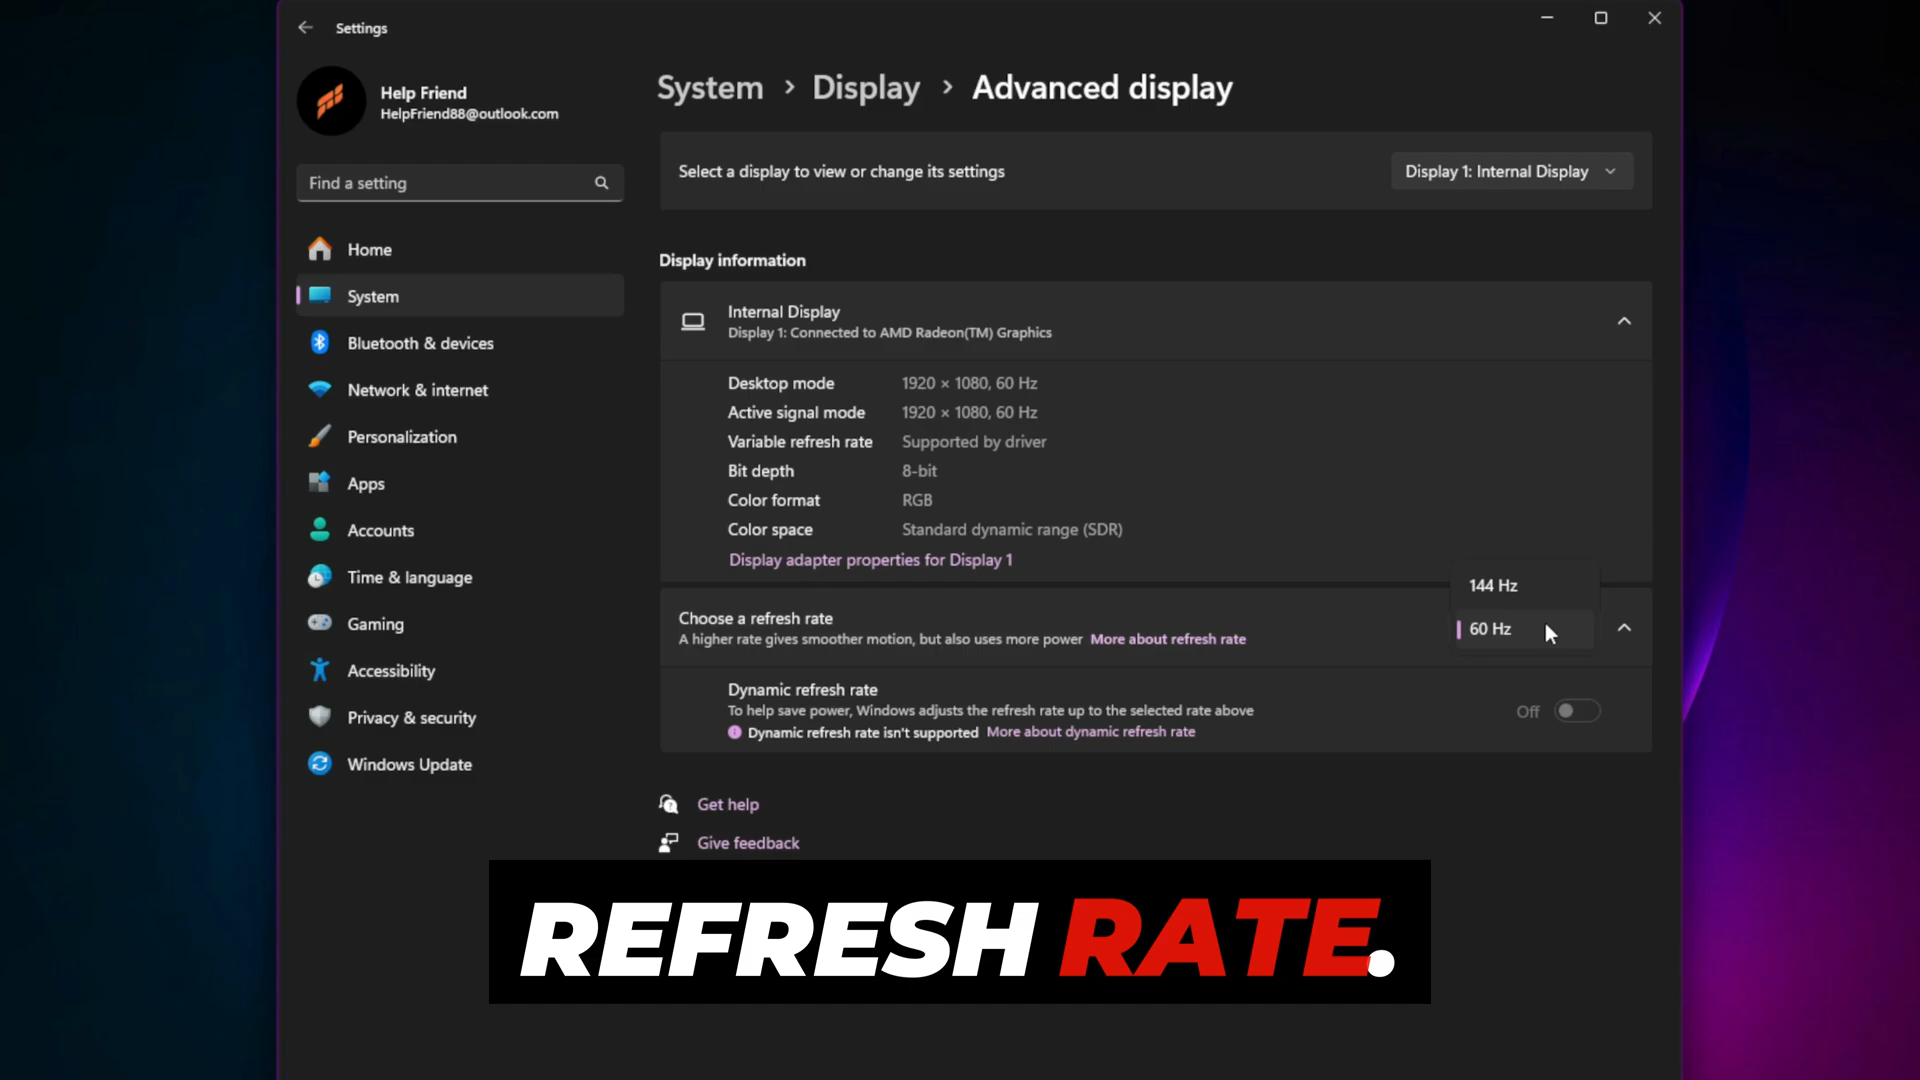 Settings
Help Friend
HelpFriend88@outlook.com
Find a setting
Home
System
Bluetooth & devices
Network & internet
Personalization
Apps
Accounts
Time & language
Gaming
Accessibility
Privacy & security
Windows Update
System > Display > Advanced display
Select a display to view or change its settings
Display 1: Internal Display
Display information
Internal Display
Display 1: Connected to AMD Radeon(TM) Graphics
Desktop mode 1920 × 1080, 60 Hz
Active signal mode 1920 × 1080, 60 Hz
Variable refresh rate Supported by driver
Bit depth 8-bit
Color format RGB
Color space Standard dynamic range (SDR)
Display adapter properties for Display 1
144 Hz
60 Hz
Choose a refresh rate
A higher rate gives smoother motion, but also uses more power More about refresh rate
Dynamic refresh rate
To help save power, Windows adjusts the refresh rate up to the selected rate above
Dynamic refresh rate isn't supported More about dynamic refresh rate
Off
Get help
Give feedback
REFRESH RATE.